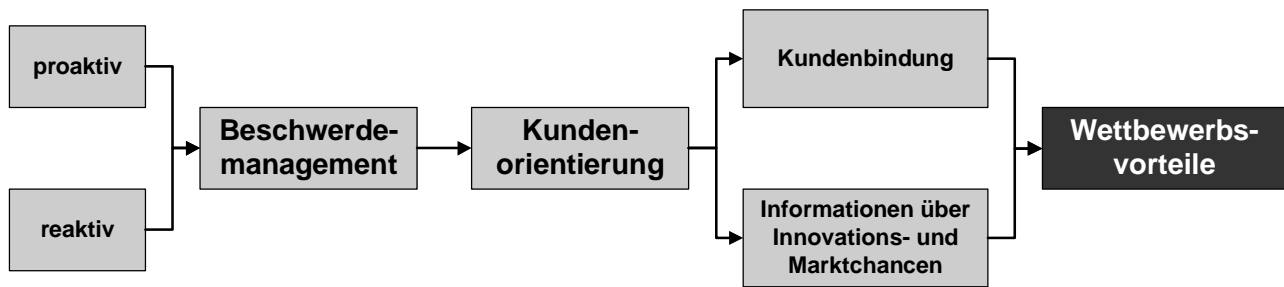 proaktiv
reaktiv
Beschwerde-
management
Kunden-
orientierung
Kundenbindung
Informationen über
Innovations- und
Marktchancen
Wettbewerbs-
vorteile